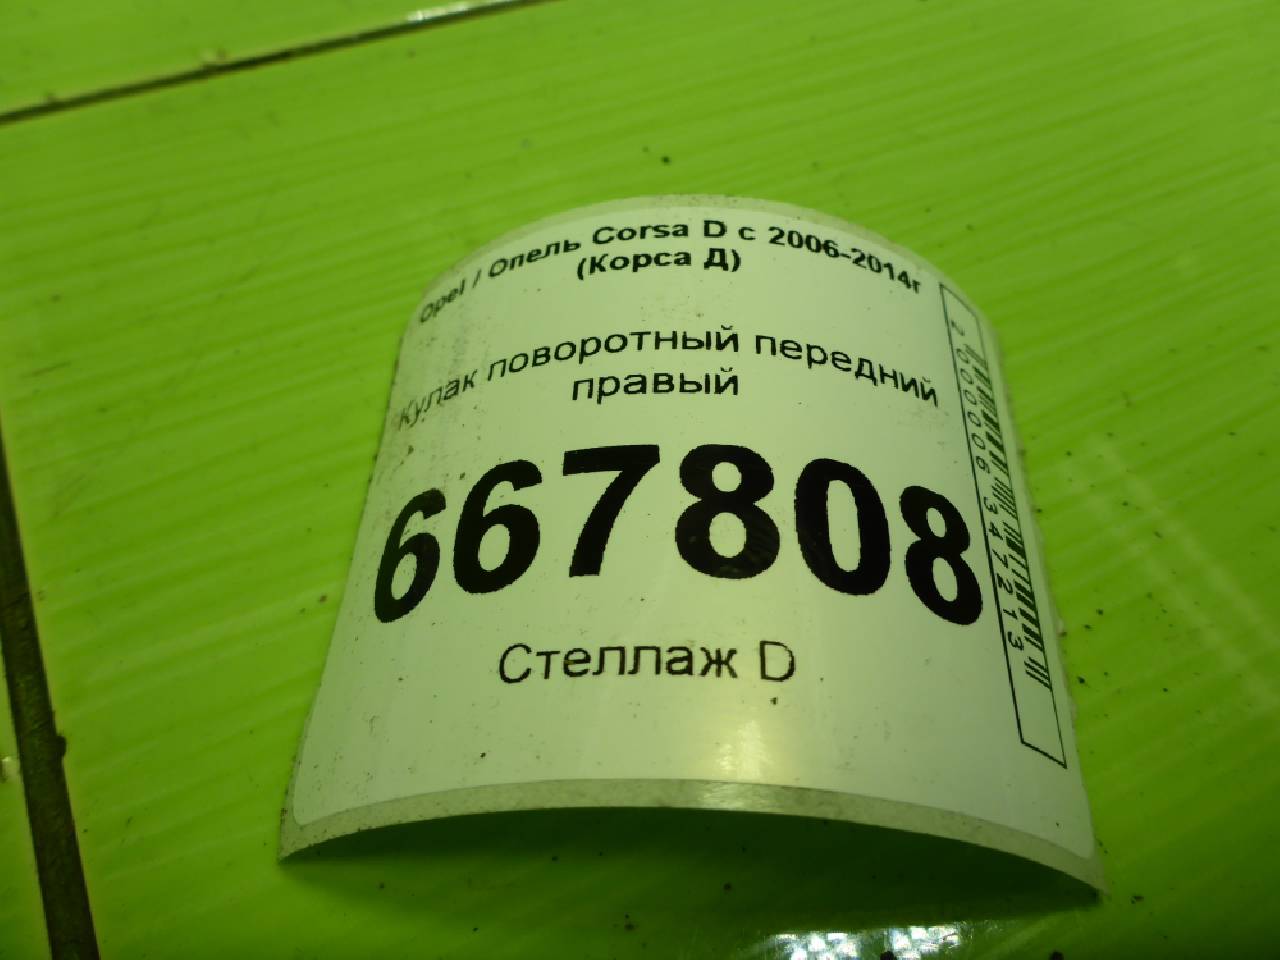 Opel / Опель Corsa D с 2006-2014г
(Корса Д)
Кулак поворотный передний
правый
667808
Стеллаж D
2000006347213